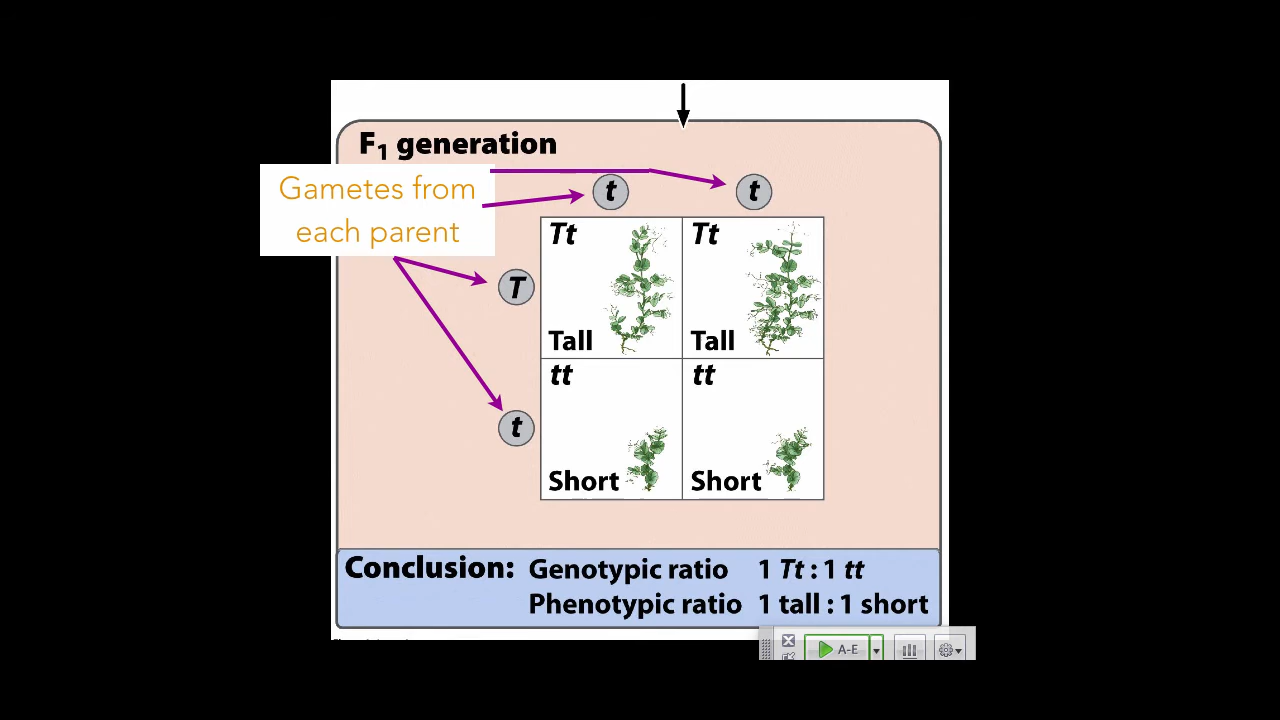 F1 generation
Gametes from
each parent
t t
T
t
Tt Tt
Tall Tall
tt tt
Short Short
Conclusion: Genotypic ratio 1 Tt : 1 tt
Phenotypic ratio 1 tall : 1 short
A-E